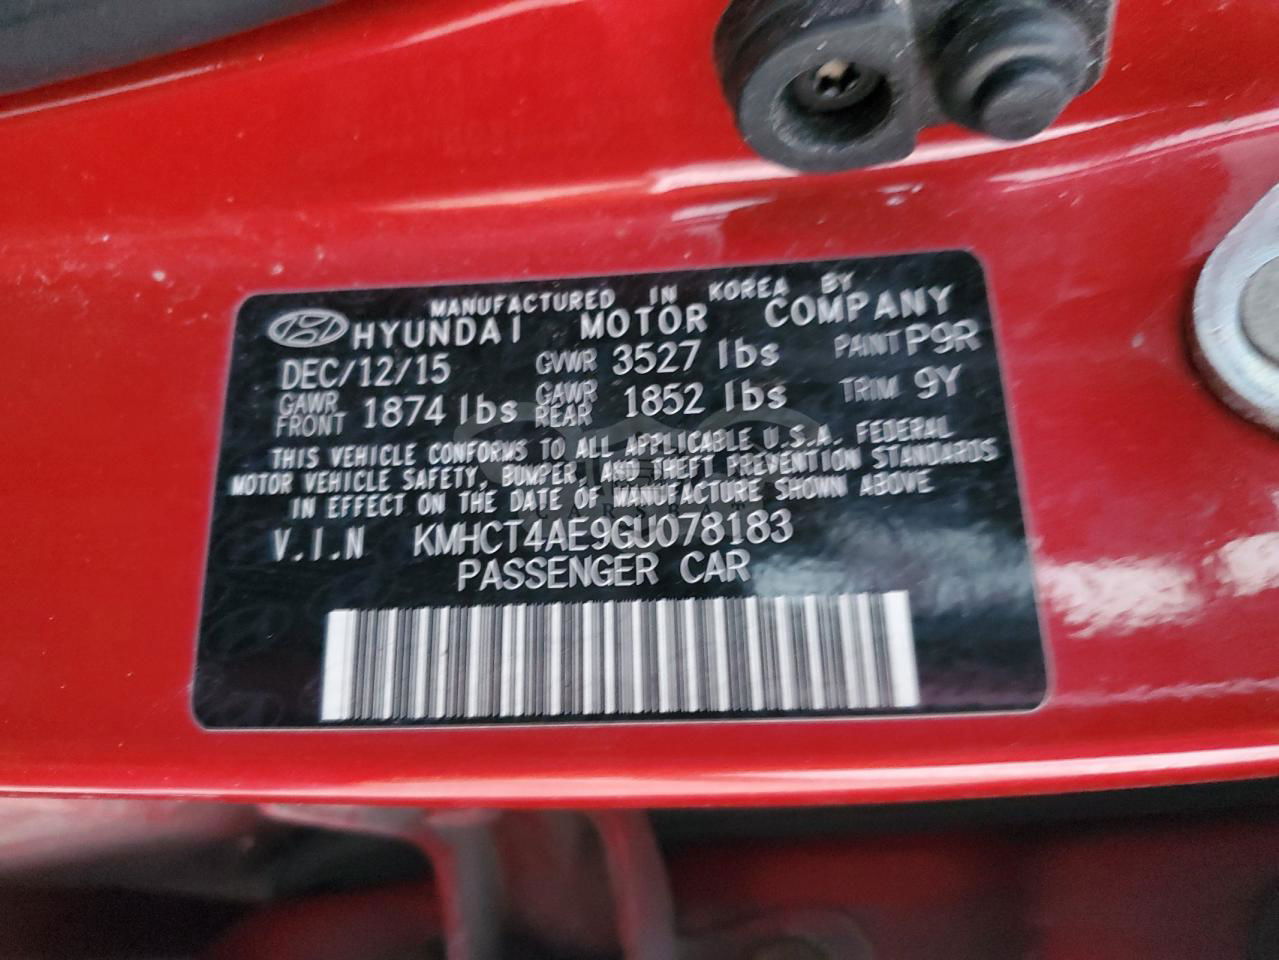 MANUFACTURED IN KOREA BY
HYUNDAI MOTOR COMPANY
DEC/12/15 GVWR 3527 lbs PAINT P9R
GAWR FRONT 1874 lbs GAWR REAR 1852 lbs TRIM 9Y
THIS VEHICLE CONFORMS TO ALL APPLICABLE U.S.A. FEDERAL
MOTOR VEHICLE SAFETY, BUMPER, AND THEFT PREVENTION STANDARDS
IN EFFECT ON THE DATE OF MANUFACTURE SHOWN ABOVE
V.I.N KMHCT4AE9GU078183
PASSENGER CAR